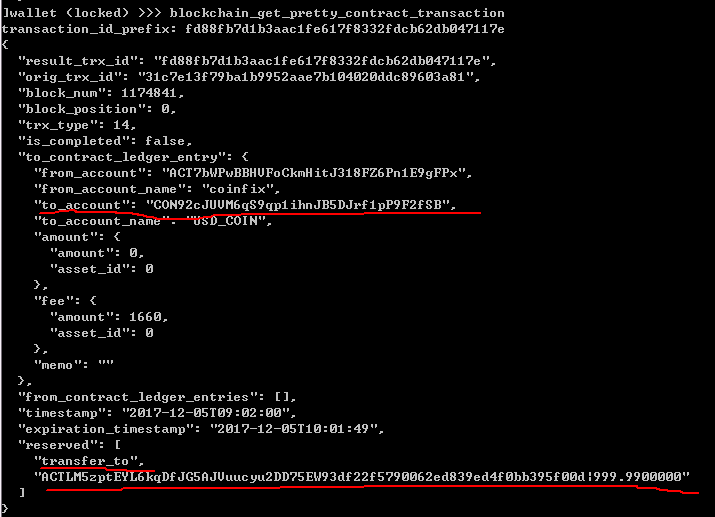 Jwallet (locked) >>> blockchain_get_pretty_contract_transaction
transaction_id_prefix: fd88fb7d1b3aac1fe617f8332fdcb62db047117e
{
"result_trx_id": "fd88fb7d1b3aac1fe617f8332fdcb62db047117e",
"orig_trx_id": "31c7e13f79ba1b9952aae7b104020ddc89603a81",
"block_num": 1174841,
"block_position": 0,
"trx_type": 14,
"is_completed": false,
"to_contract_ledger_entry": {
"from_account": "ACT7bWPwBBHVFoCkmHitJ318FZ6Pn1E9gFPx",
"from_account_name": "coinfix",
"to_account": "CON92cJUVM6qS9qp1ihnJB5DJrf1pP9F2fSB",
"to_account_name": "USD_COIN",
"amount": {
"amount": 0,
"asset_id": 0
},
"fee": {
"amount": 1660,
"asset_id": 0
},
"memo": ""
},
"from_contract_ledger_entries": [],
"timestamp": "2017-12-05T09:02:00",
"expiration_timestamp": "2017-12-05T10:01:49",
"reserved": [
"transfer_to",
"ACTLM5zptEYL6kqDfJG5AJVuucyu2DD75EW93df22f5790062ed839ed4f0bb395f00d|999.9900000"
]
}